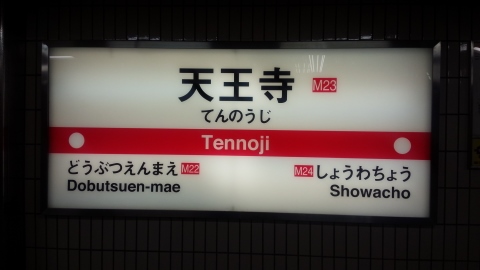 天王寺 M23
てんのうじ
Tennoji
どうぶつえんまえ M22
Dobutsuen-mae
M24 しょうわちょう
Showacho